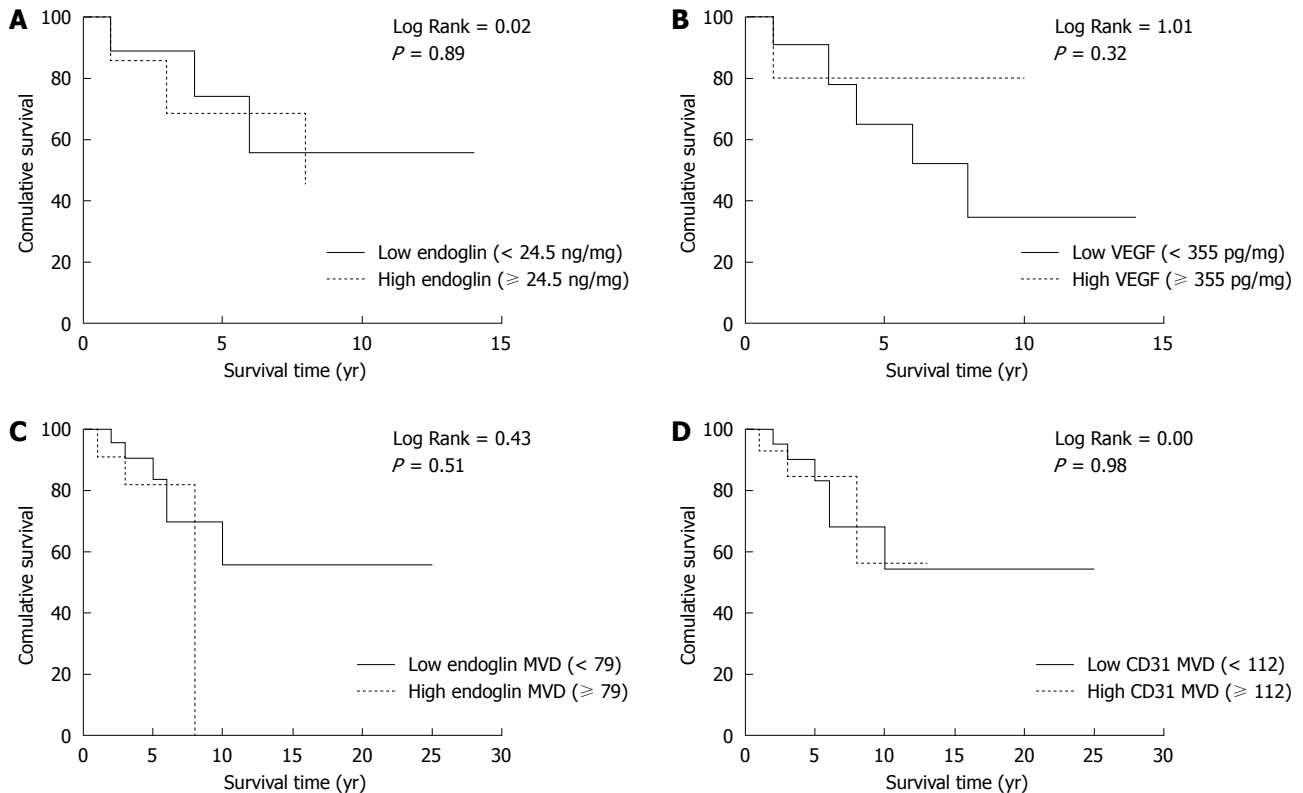 A
Log Rank = 0.02
P = 0.89
Comulative survival
100
80
60
40
20
0
Low endoglin (< 24.5 ng/mg)
High endoglin (⩾ 24.5 ng/mg)
0 5 10 15
Survival time (yr)
B
Log Rank = 1.01
P = 0.32
Comulative survival
100
80
60
40
20
0
Low VEGF (< 355 pg/mg)
High VEGF (⩾ 355 pg/mg)
0 5 10 15
Survival time (yr)
C
Log Rank = 0.43
P = 0.51
Comulative survival
100
80
60
40
20
0
Low endoglin MVD (< 79)
High endoglin MVD (⩾ 79)
0 5 10 15 20 25 30
Survival time (yr)
D
Log Rank = 0.00
P = 0.98
Comulative survival
100
80
60
40
20
0
Low CD31 MVD (< 112)
High CD31 MVD (⩾ 112)
0 5 10 15 20 25 30
Survival time (yr)